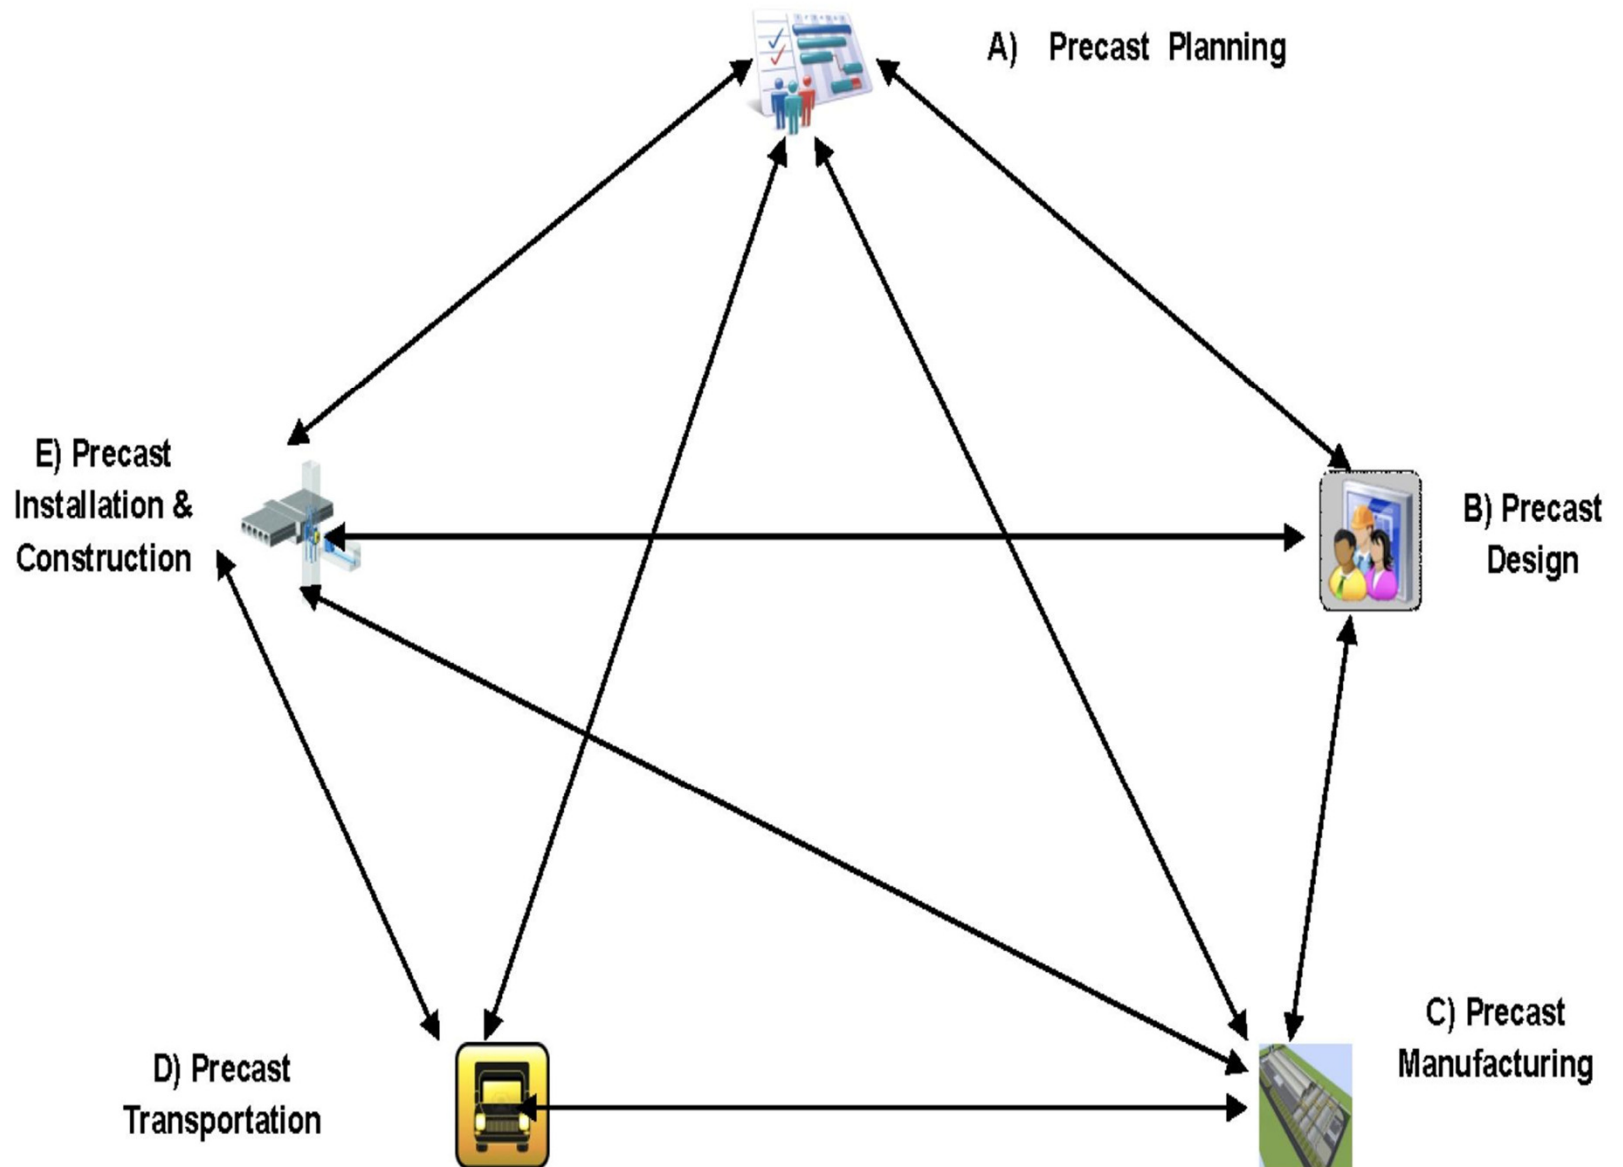 A) Precast Planning
E) Precast
Installation &
Construction
B) Precast
Design
C) Precast
Manufacturing
D) Precast
Transportation